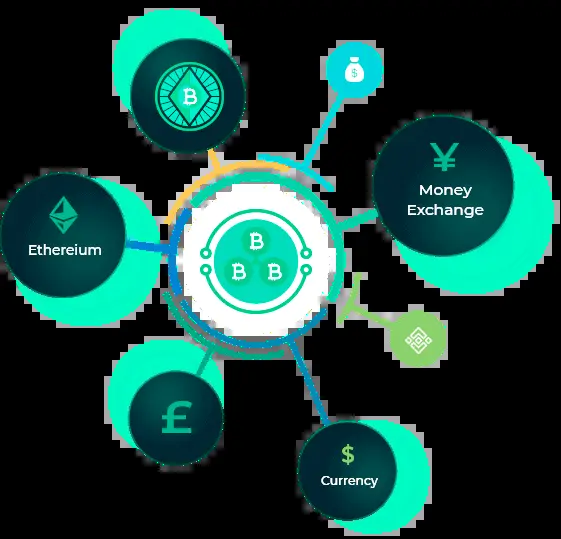 ₿
$
¥
Money
Exchange
Ethereium
₿
₿ ₿
£
$
Currency